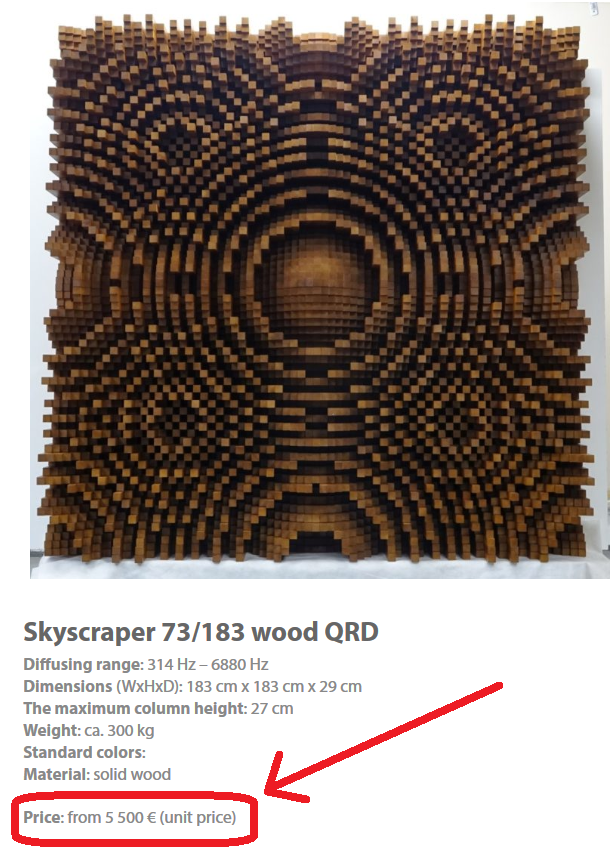 Skyscraper 73/183 wood QRD
Diffusing range: 314 Hz – 6880 Hz
Dimensions (WxHxD): 183 cm x 183 cm x 29 cm
The maximum column height: 27 cm
Weight: ca. 300 kg
Standard colors:
Material: solid wood
Price: from 5 500 € (unit price)